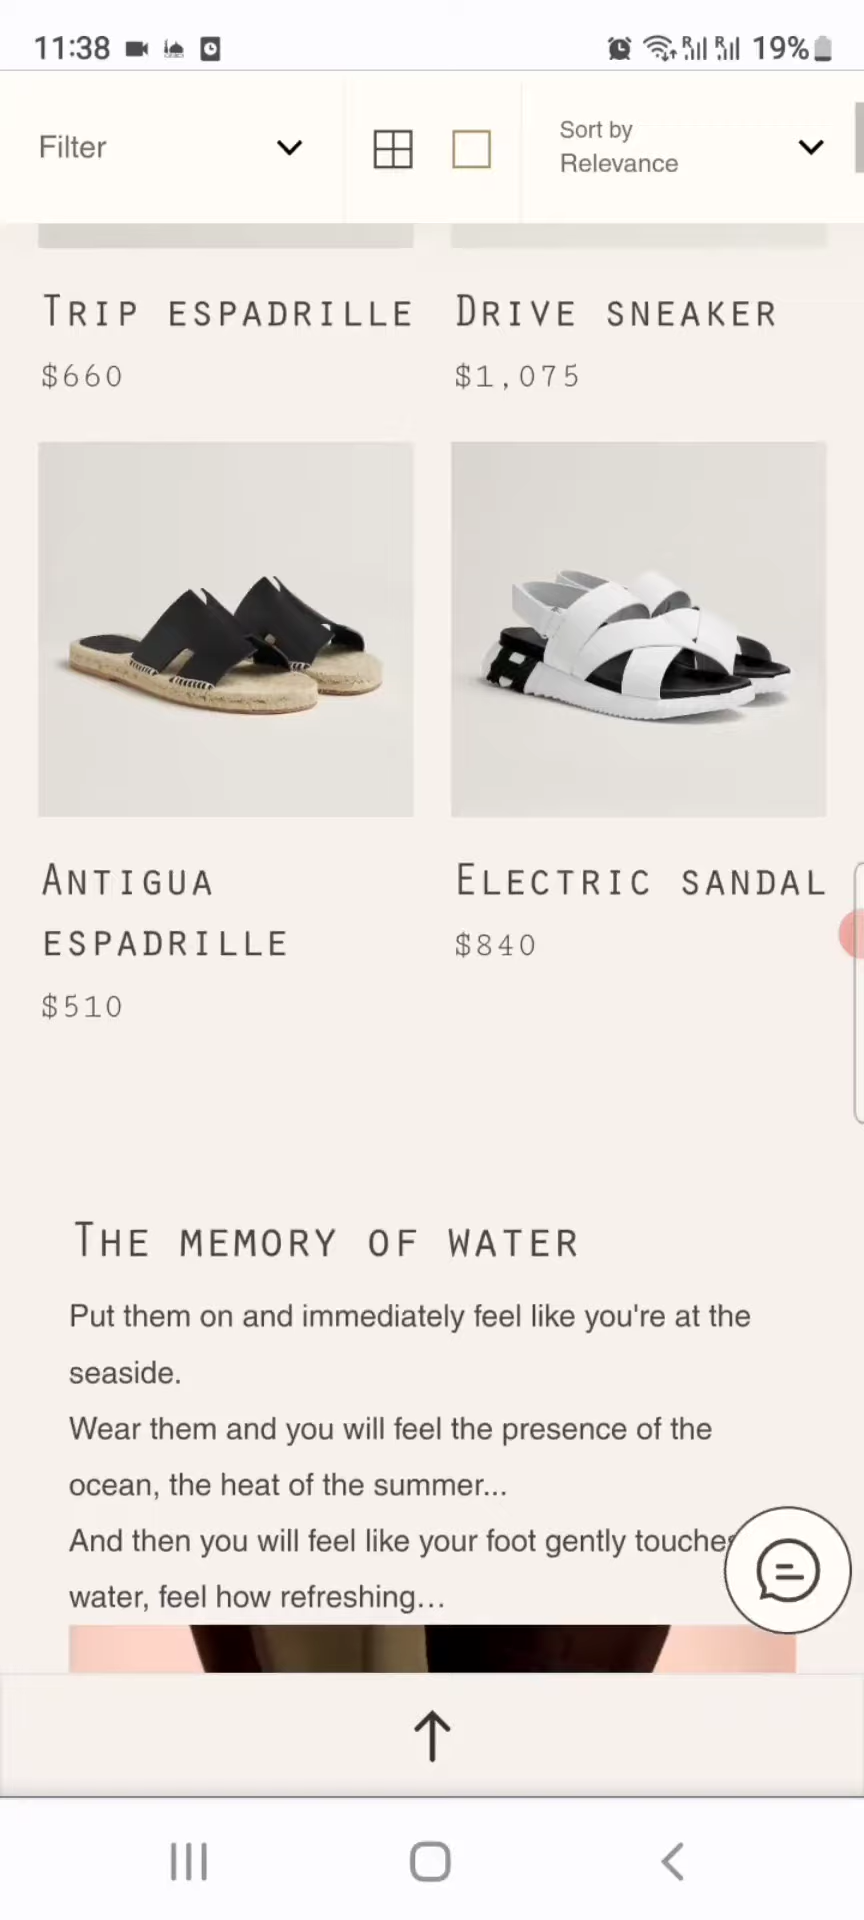 11:38
19%
Filter
Sort by
Relevance
TRIP ESPADRILLE
$660
DRIVE SNEAKER
$1,075
ANTIGUA
ESPADRILLE
$510
ELECTRIC SANDAL
$840
THE MEMORY OF WATER
Put them on and immediately feel like you're at the
seaside.
Wear them and you will feel the presence of the
ocean, the heat of the summer...
And then you will feel like your foot gently touches
water, feel how refreshing...